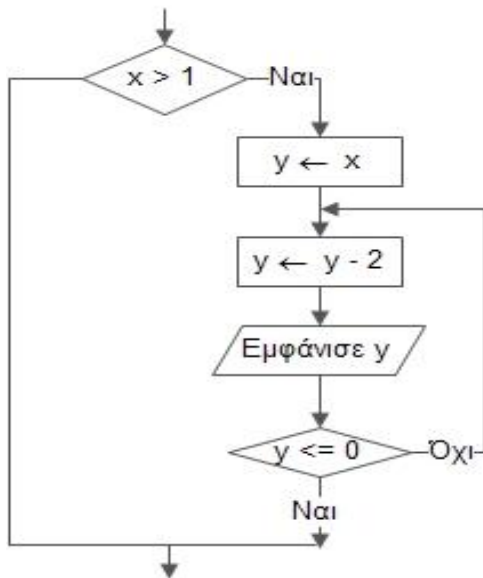 x > 1
Ναι
y ← x
y ← y - 2
Εμφάνισε y
y <= 0
Όχι
Ναι